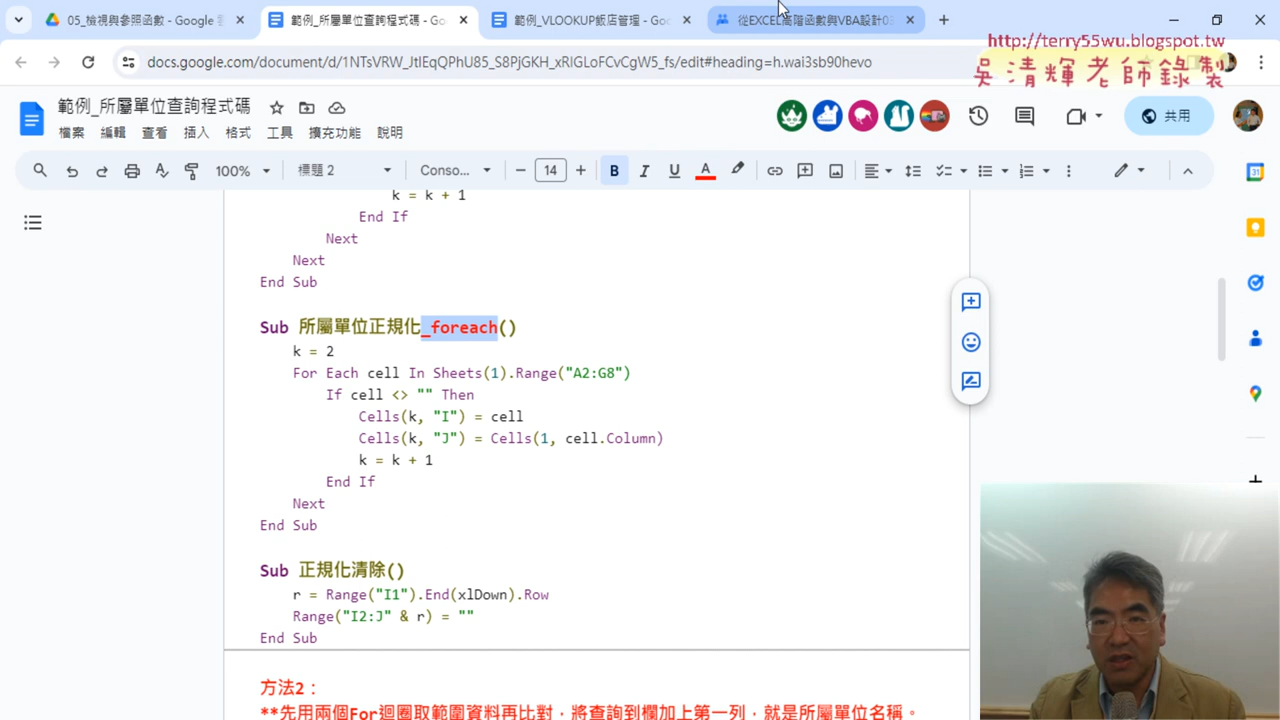 05_檢視與參照函數 - Google
範例_所屬單位查詢程式碼 - Go
範例_VLOOKUP飯店管理 - Goo
從EXCEL高階函數與VBA設計03
http://terry55wu.blogspot.tw
docs.google.com/document/d/1NTsVRW_JtIEqQPhU85_S8PjGKH_xRIGLoFCvCgW5_fs/edit#heading=h.wai3sb90hevo
吳清輝老師錄製
範例_所屬單位查詢程式碼
檔案 編輯 查看 插入 格式 工具 擴充功能 說明
共用
100% 標題 2 Conso... 14 B I U A
k = k + 1
End If
Next
Next
End Sub
Sub 所屬單位正規化_foreach()
k = 2
For Each cell In Sheets(1).Range("A2:G8")
If cell <> "" Then
Cells(k, "I") = cell
Cells(k, "J") = Cells(1, cell.Column)
k = k + 1
End If
Next
End Sub
Sub 正規化清除()
r = Range("I1").End(xlDown).Row
Range("I2:J" & r) = ""
End Sub
方法2：
**先用兩個For迴圈取範圍資料再比對，將查詢到欄加上第一列，就是所屬單位名稱。